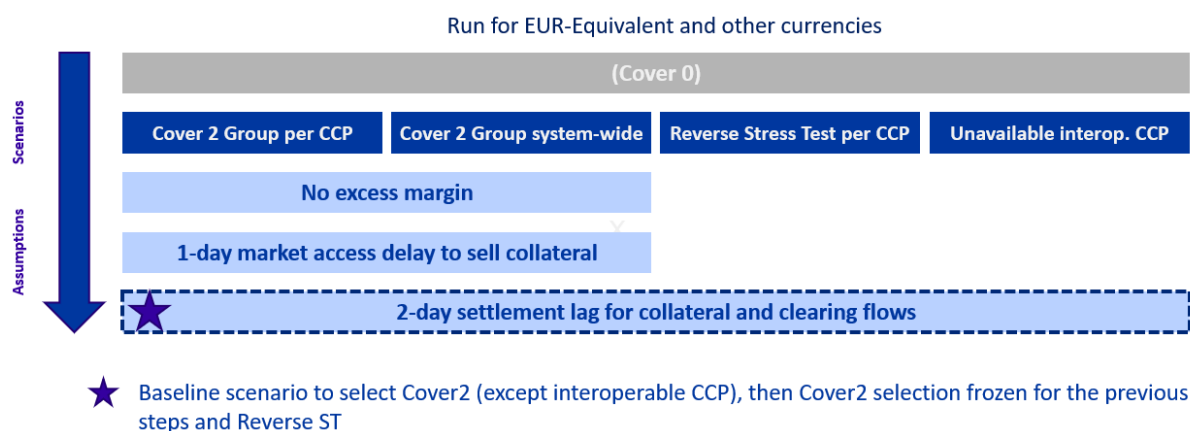 Run for EUR-Equivalent and other currencies
(Cover 0)
Scenarios
Cover 2 Group per CCP
Cover 2 Group system-wide
Reverse Stress Test per CCP
Unavailable interop. CCP
Assumptions
No excess margin
1-day market access delay to sell collateral
2-day settlement lag for collateral and clearing flows
Baseline scenario to select Cover2 (except interoperable CCP), then Cover2 selection frozen for the previous
steps and Reverse ST